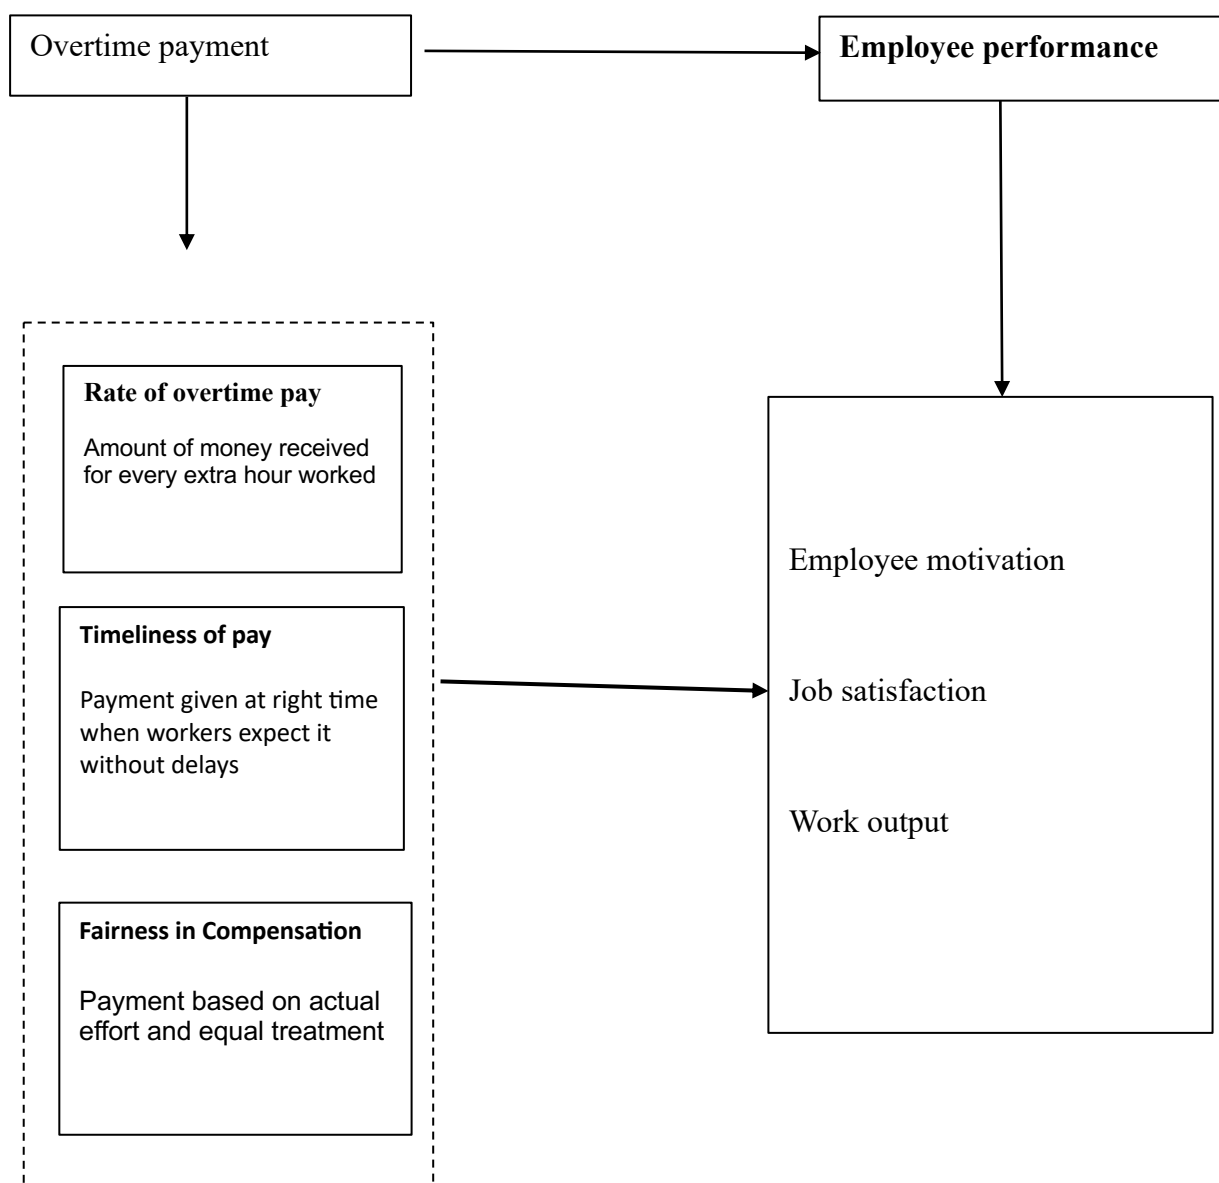 Overtime payment
Employee performance
Rate of overtime pay
Amount of money received
for every extra hour worked
Timeliness of pay
Payment given at right time
when workers expect it
without delays
Fairness in Compensation
Payment based on actual
effort and equal treatment
Employee motivation
Job satisfaction
Work output